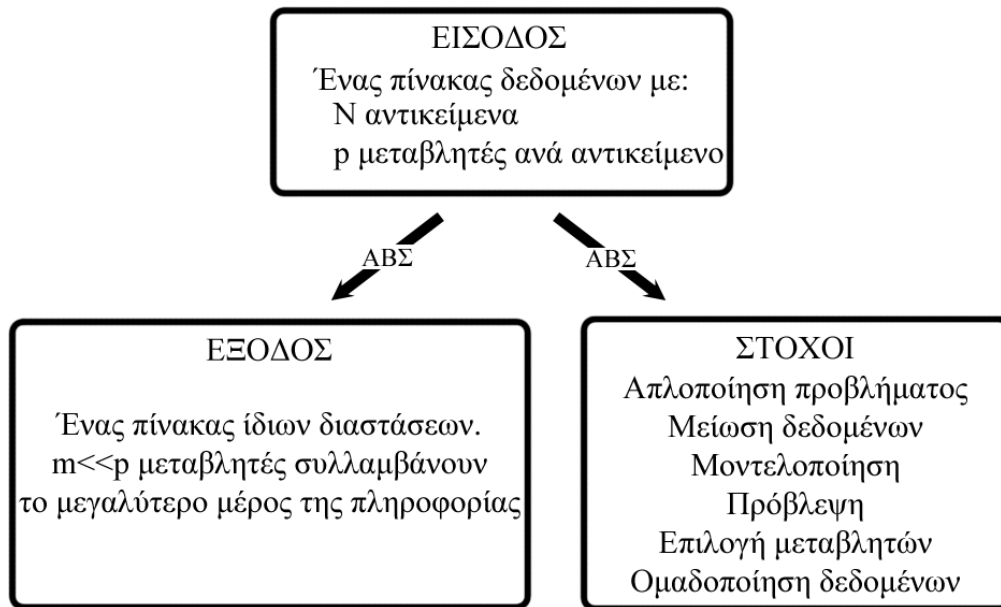 ΕΙΣΟΔΟΣ
Ένας πίνακας δεδομένων με:
Ν αντικείμενα
p μεταβλητές ανά αντικείμενο
ΑΒΣ
ΑΒΣ
ΕΞΟΔΟΣ
Ένας πίνακας ίδιων διαστάσεων.
m<<p μεταβλητές συλλαμβάνουν
το μεγαλύτερο μέρος της πληροφορίας
ΣΤΟΧΟΙ
Απλοποίηση προβλήματος
Μείωση δεδομένων
Μοντελοποίηση
Πρόβλεψη
Επιλογή μεταβλητών
Ομαδοποίηση δεδομένων